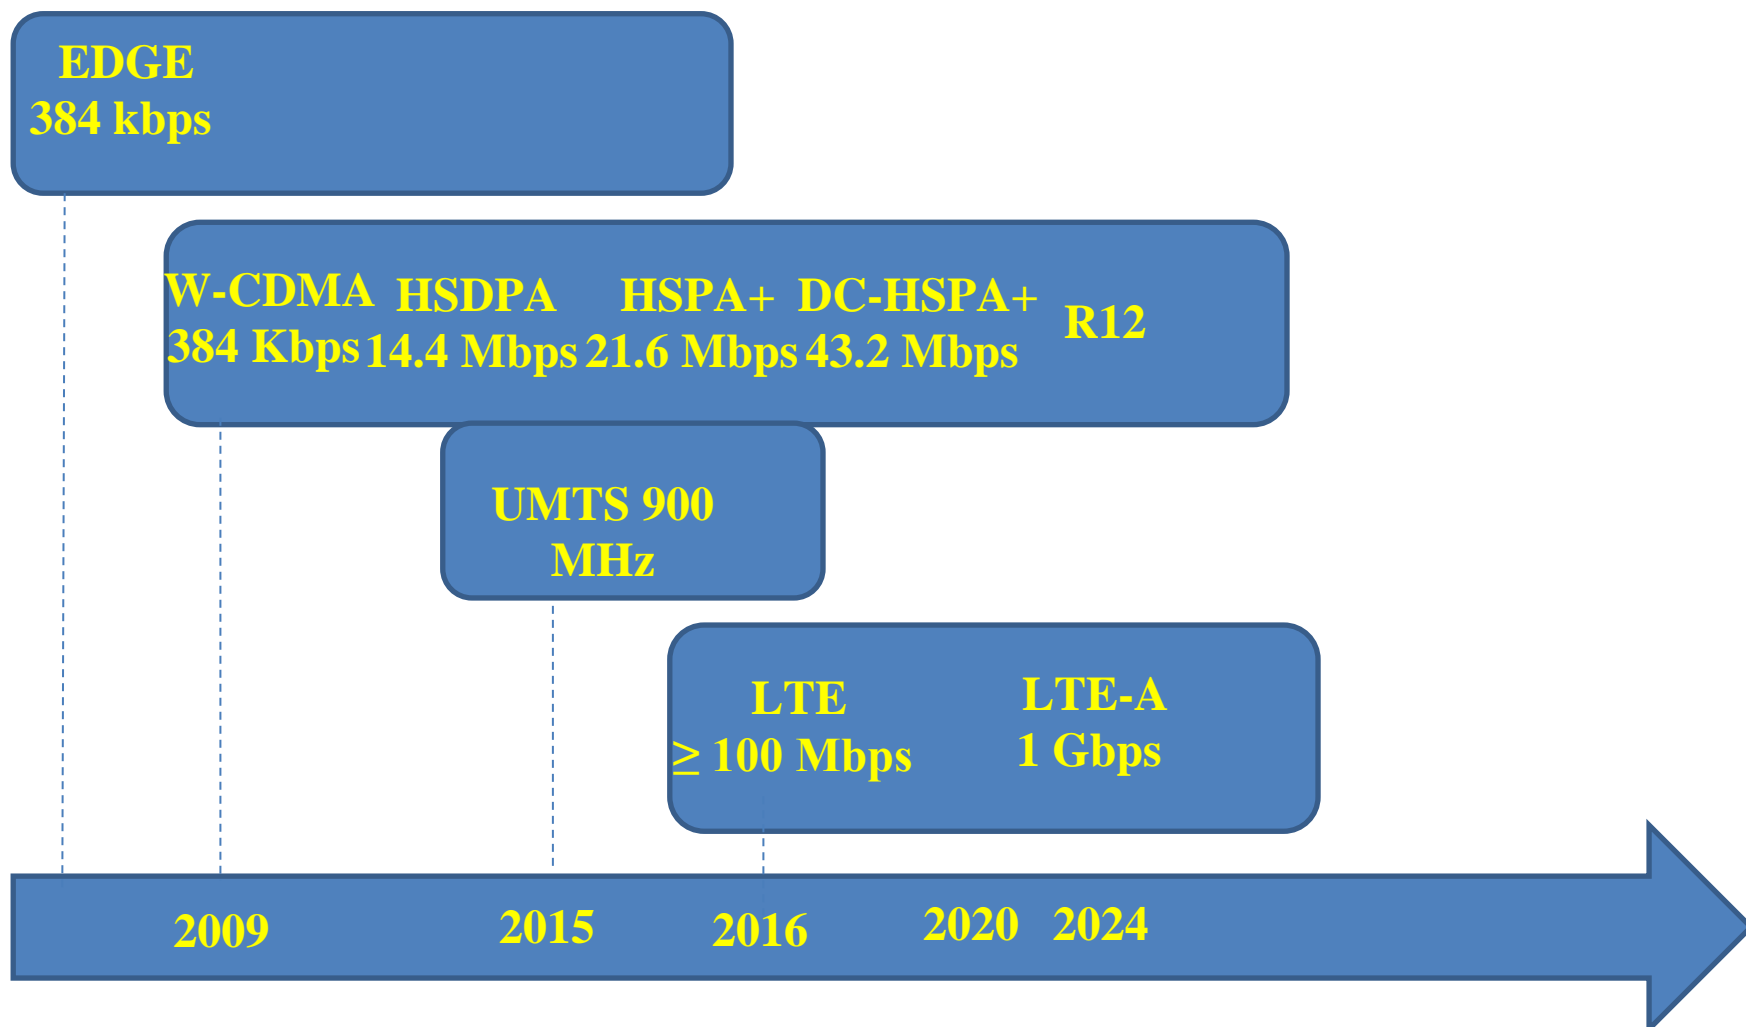 EDGE
384 kbps
W-CDMA
384 Kbps
HSDPA
14.4 Mbps
HSPA+
21.6 Mbps
DC-HSPA+
43.2 Mbps
R12
UMTS 900
MHz
LTE
≥ 100 Mbps
LTE-A
1 Gbps
2009
2015
2016
2020
2024